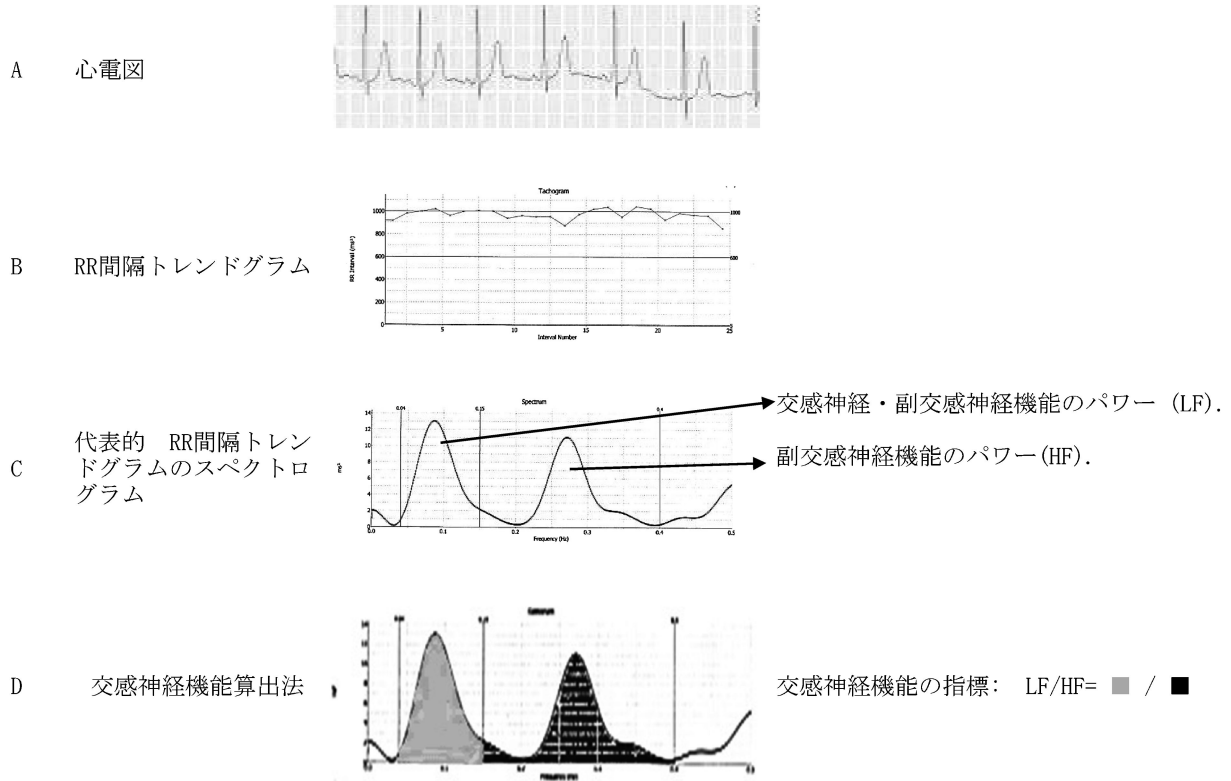 A 心電図
Tachogram
1000
800
600
400
200
0
1000
600
RR Interval (ms²)
5 10 15 20 25
Interval Number
B RR間隔トレンドグラム
Spectrum
0.04 0.15 0.4
14
12
10
8
6
4
2
0
ms²
0.0 0.1 0.2 0.3 0.4 0.5
Frequency (Hz)
交感神経・副交感神経機能のパワー (LF).
副交感神経機能のパワー(HF).
C 代表的 RR間隔トレン
ドグラムのスペクトロ
グラム
D 交感神経機能算出法
交感神経機能の指標: LF/HF= ■ / ■